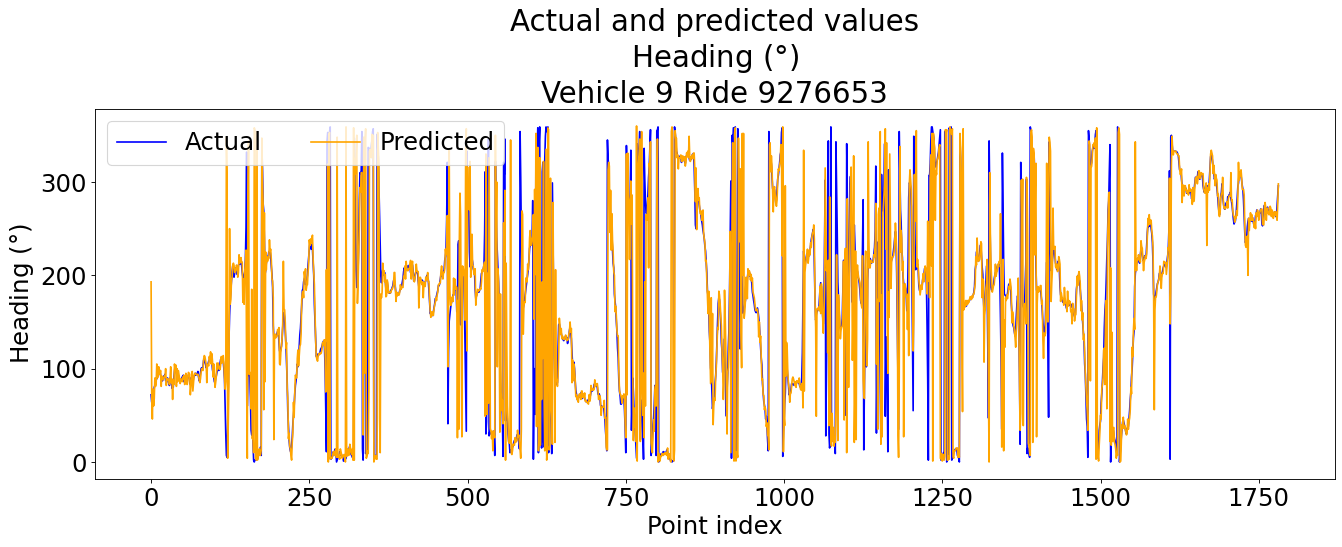 Actual and predicted values
Heading (°)
Vehicle 9 Ride 9276653
Actual Predicted
Heading (°)
300
200
100
0
0 250 500 750 1000 1250 1500 1750
Point index